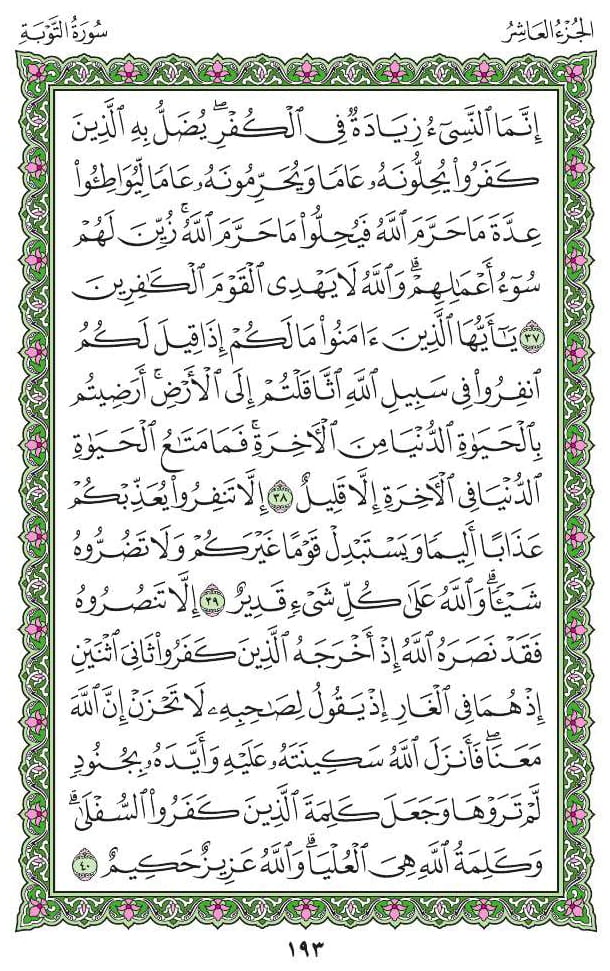 الجُزْءُ العَاشِرُ
سُورَةُ التَّوْبَةِ
إِنَّمَا ٱلنَّسِىٓءُ زِيَادَةٌ فِى ٱلْكُفْرِ ۖ يُضَلُّ بِهِ ٱلَّذِينَ
كَفَرُوا۟ يُحِلُّونَهُۥ عَامًا وَيُحَرِّمُونَهُۥ عَامًا لِّيُوَاطِـُٔوا۟
عِدَّةَ مَا حَرَّمَ ٱللَّهُ فَيُحِلُّوا۟ مَا حَرَّمَ ٱللَّهُ ۚ زُيِّنَ لَهُمْ
سُوٓءُ أَعْمَـٰلِهِمْ ۗ وَٱللَّهُ لَا يَهْدِى ٱلْقَوْمَ ٱلْكَـٰفِرِينَ
٣٧ يَـٰٓأَيُّهَا ٱلَّذِينَ ءَامَنُوا۟ مَا لَكُمْ إِذَا قِيلَ لَكُمُ
ٱنفِرُوا۟ فِى سَبِيلِ ٱللَّهِ ٱثَّاقَلْتُمْ إِلَى ٱلْأَرْضِ ۚ أَرَضِيتُم
بِٱلْحَيَوٰةِ ٱلدُّنْيَا مِنَ ٱلْـَٔاخِرَةِ ۚ فَمَا مَتَـٰعُ ٱلْحَيَوٰةِ
ٱلدُّنْيَا فِى ٱلْـَٔاخِرَةِ إِلَّا قَلِيلٌ ٣٨ إِلَّا تَنفِرُوا۟ يُعَذِّبْكُمْ
عَذَابًا أَلِيمًا وَيَسْتَبْدِلْ قَوْمًا غَيْرَكُمْ وَلَا تَضُرُّوهُ
شَيْـًٔا ۗ وَٱللَّهُ عَلَىٰ كُلِّ شَىْءٍ قَدِيرٌ ٣٩ إِلَّا تَنصُرُوهُ
فَقَدْ نَصَرَهُ ٱللَّهُ إِذْ أَخْرَجَهُ ٱلَّذِينَ كَفَرُوا۟ ثَانِىَ ٱثْنَيْنِ
إِذْ هُمَا فِى ٱلْغَارِ إِذْ يَقُولُ لِصَـٰحِبِهِۦ لَا تَحْزَنْ إِنَّ ٱللَّهَ
مَعَنَا ۖ فَأَنزَلَ ٱللَّهُ سَكِينَتَهُۥ عَلَيْهِ وَأَيَّدَهُۥ بِجُنُودٍ
لَّمْ تَرَوْهَا وَجَعَلَ كَلِمَةَ ٱلَّذِينَ كَفَرُوا۟ ٱلسُّفْلَىٰ ۗ
وَكَلِمَةُ ٱللَّهِ هِىَ ٱلْعُلْيَا ۗ وَٱللَّهُ عَزِيزٌ حَكِيمٌ ٤٠
١٩٣